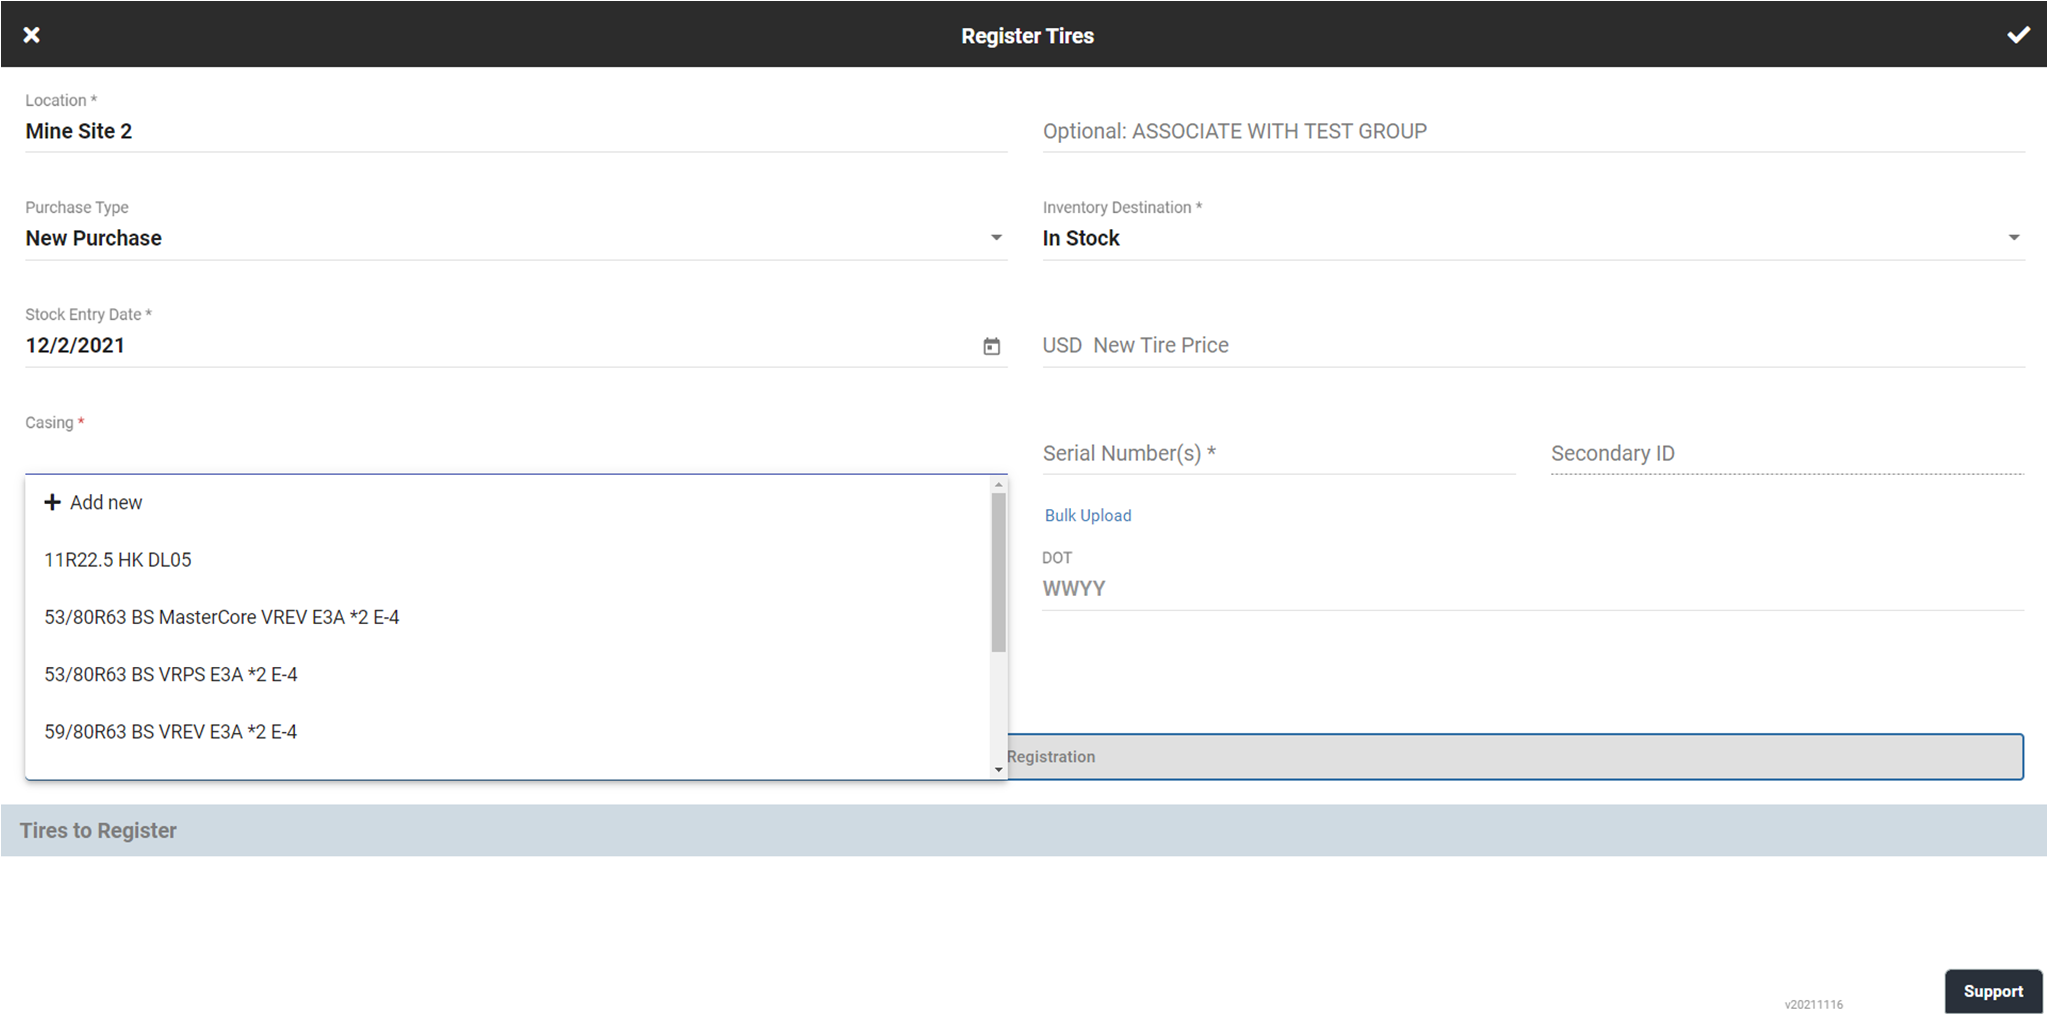 Register Tires
Location *
Mine Site 2
Optional: ASSOCIATE WITH TEST GROUP
Purchase Type
New Purchase
Inventory Destination *
In Stock
Stock Entry Date *
12/2/2021
USD New Tire Price
Casing *
Serial Number(s) *
Secondary ID
Add new
Bulk Upload
11R22.5 HK DL05
DOT
WWYY
53/80R63 BS MasterCore VREV E3A *2 E-4
53/80R63 BS VRPS E3A *2 E-4
59/80R63 BS VREV E3A *2 E-4
Registration
Tires to Register
Support
v20211116